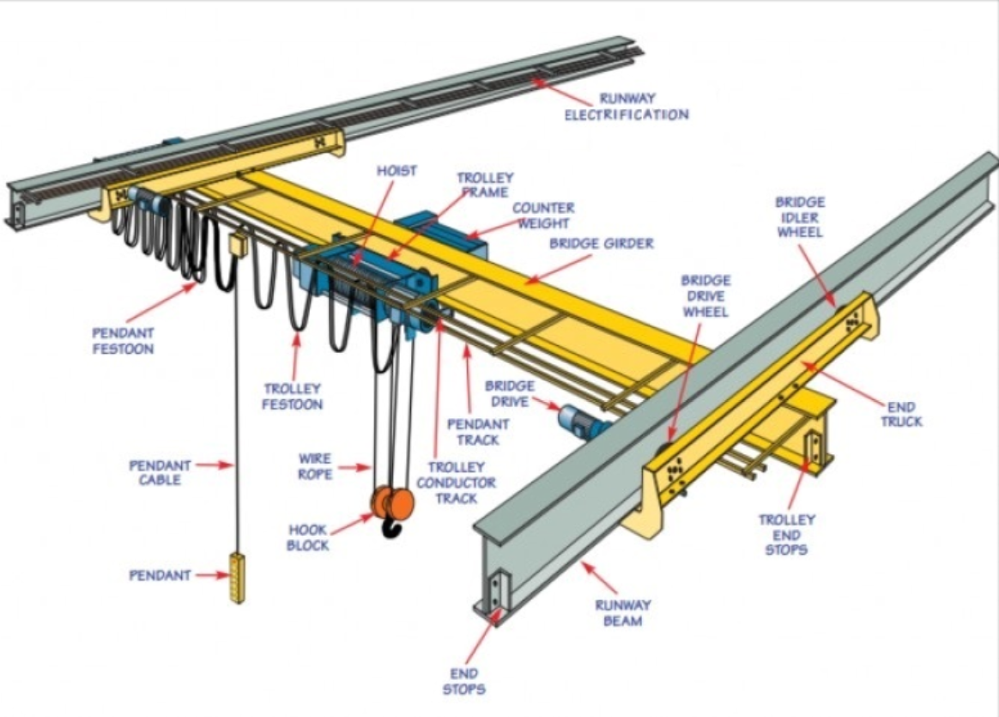 RUNWAY
ELECTRIFICATION
HOIST
TROLLEY
FRAME
COUNTER
WEIGHT
BRIDGE GIRDER
BRIDGE
IDLER
WHEEL
BRIDGE
DRIVE
WHEEL
PENDANT
FESTOON
TROLLEY
FESTOON
BRIDGE
DRIVE
END
TRUCK
PENDANT
TRACK
PENDANT
CABLE
WIRE
ROPE
TROLLEY
CONDUCTOR
TRACK
HOOK
BLOCK
TROLLEY
END
STOPS
PENDANT
RUNWAY
BEAM
END
STOPS